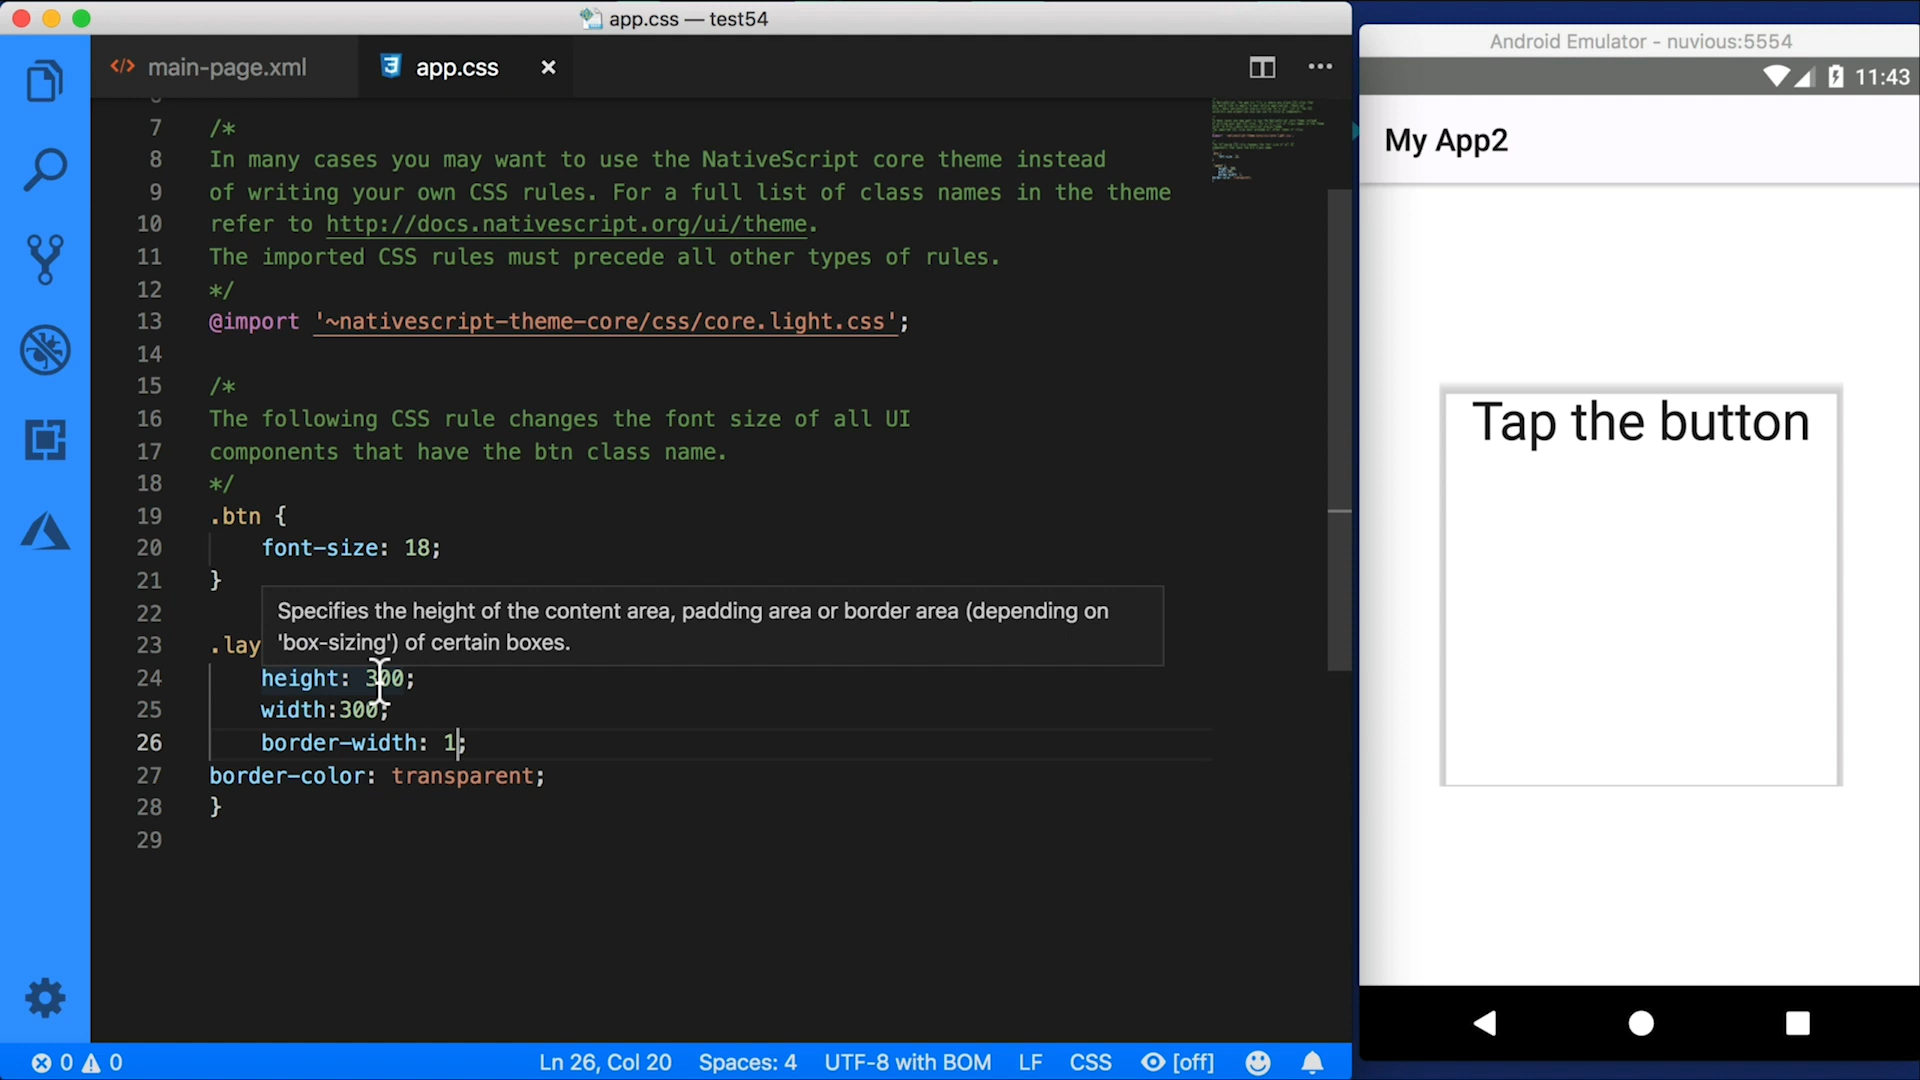 app.css — test54
main-page.xml
app.css
7 /*
8 In many cases you may want to use the NativeScript core theme instead
9 of writing your own CSS rules. For a full list of class names in the theme
10 refer to http://docs.nativescript.org/ui/theme.
11 The imported CSS rules must precede all other types of rules.
12 */
13 @import '~nativescript-theme-core/css/core.light.css';
14
15 /*
16 The following CSS rule changes the font size of all UI
17 components that have the btn class name.
18 */
19 .btn {
20 font-size: 18;
21 }
22
Specifies the height of the content area, padding area or border area (depending on
'box-sizing') of certain boxes.
23 .lay
24 height: 300;
25 width:300;
26 border-width: 1;
27 border-color: transparent;
28 }
29
0 0
Ln 26, Col 20 Spaces: 4 UTF-8 with BOM LF CSS [off]
Android Emulator - nuvious:5554
11:43
My App2
Tap the button